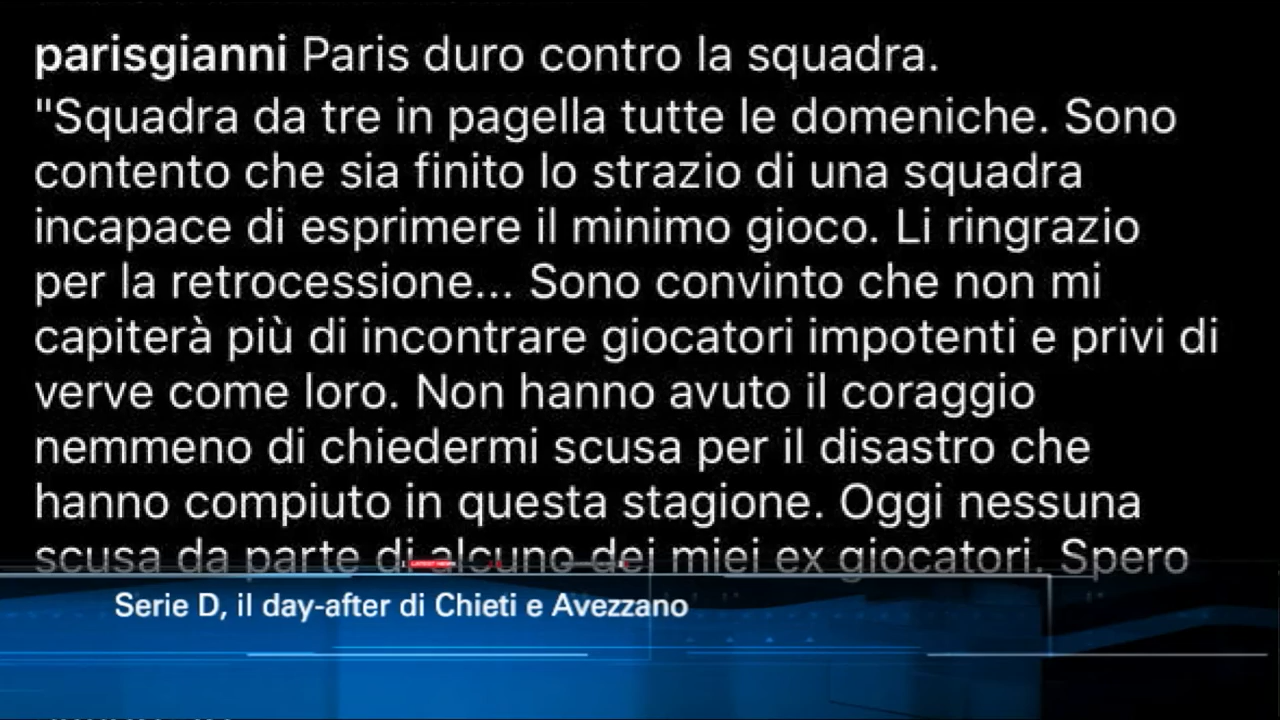 parisgianni Paris duro contro la squadra.
"Squadra da tre in pagella tutte le domeniche. Sono
contento che sia finito lo strazio di una squadra
incapace di esprimere il minimo gioco. Li ringrazio
per la retrocessione... Sono convinto che non mi
capiterà più di incontrare giocatori impotenti e privi di
verve come loro. Non hanno avuto il coraggio
nemmeno di chiedermi scusa per il disastro che
hanno compiuto in questa stagione. Oggi nessuna
scusa da parte di alcuno dei miei ex giocatori. Spero
LATEST NEWS
Serie D, il day-after di Chieti e Avezzano